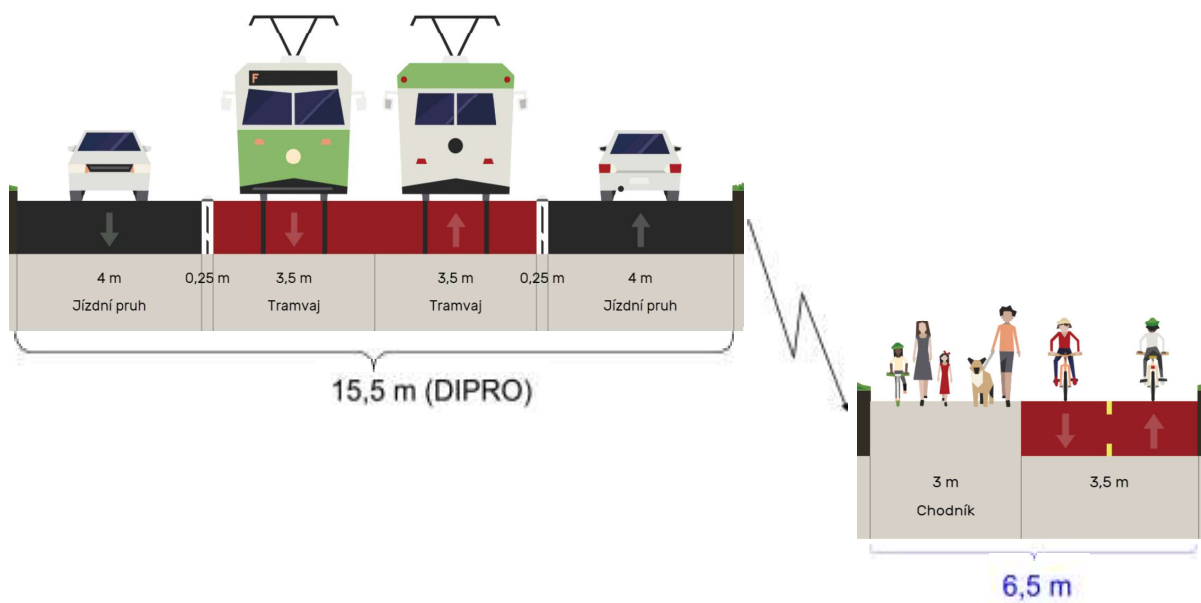 F
4 m
0,25 m
3,5 m
3,5 m
0,25 m
4 m
Jízdní pruh
Tramvaj
Tramvaj
Jízdní pruh
15,5 m (DIPRO)
3 m
3,5 m
Chodník
6,5 m